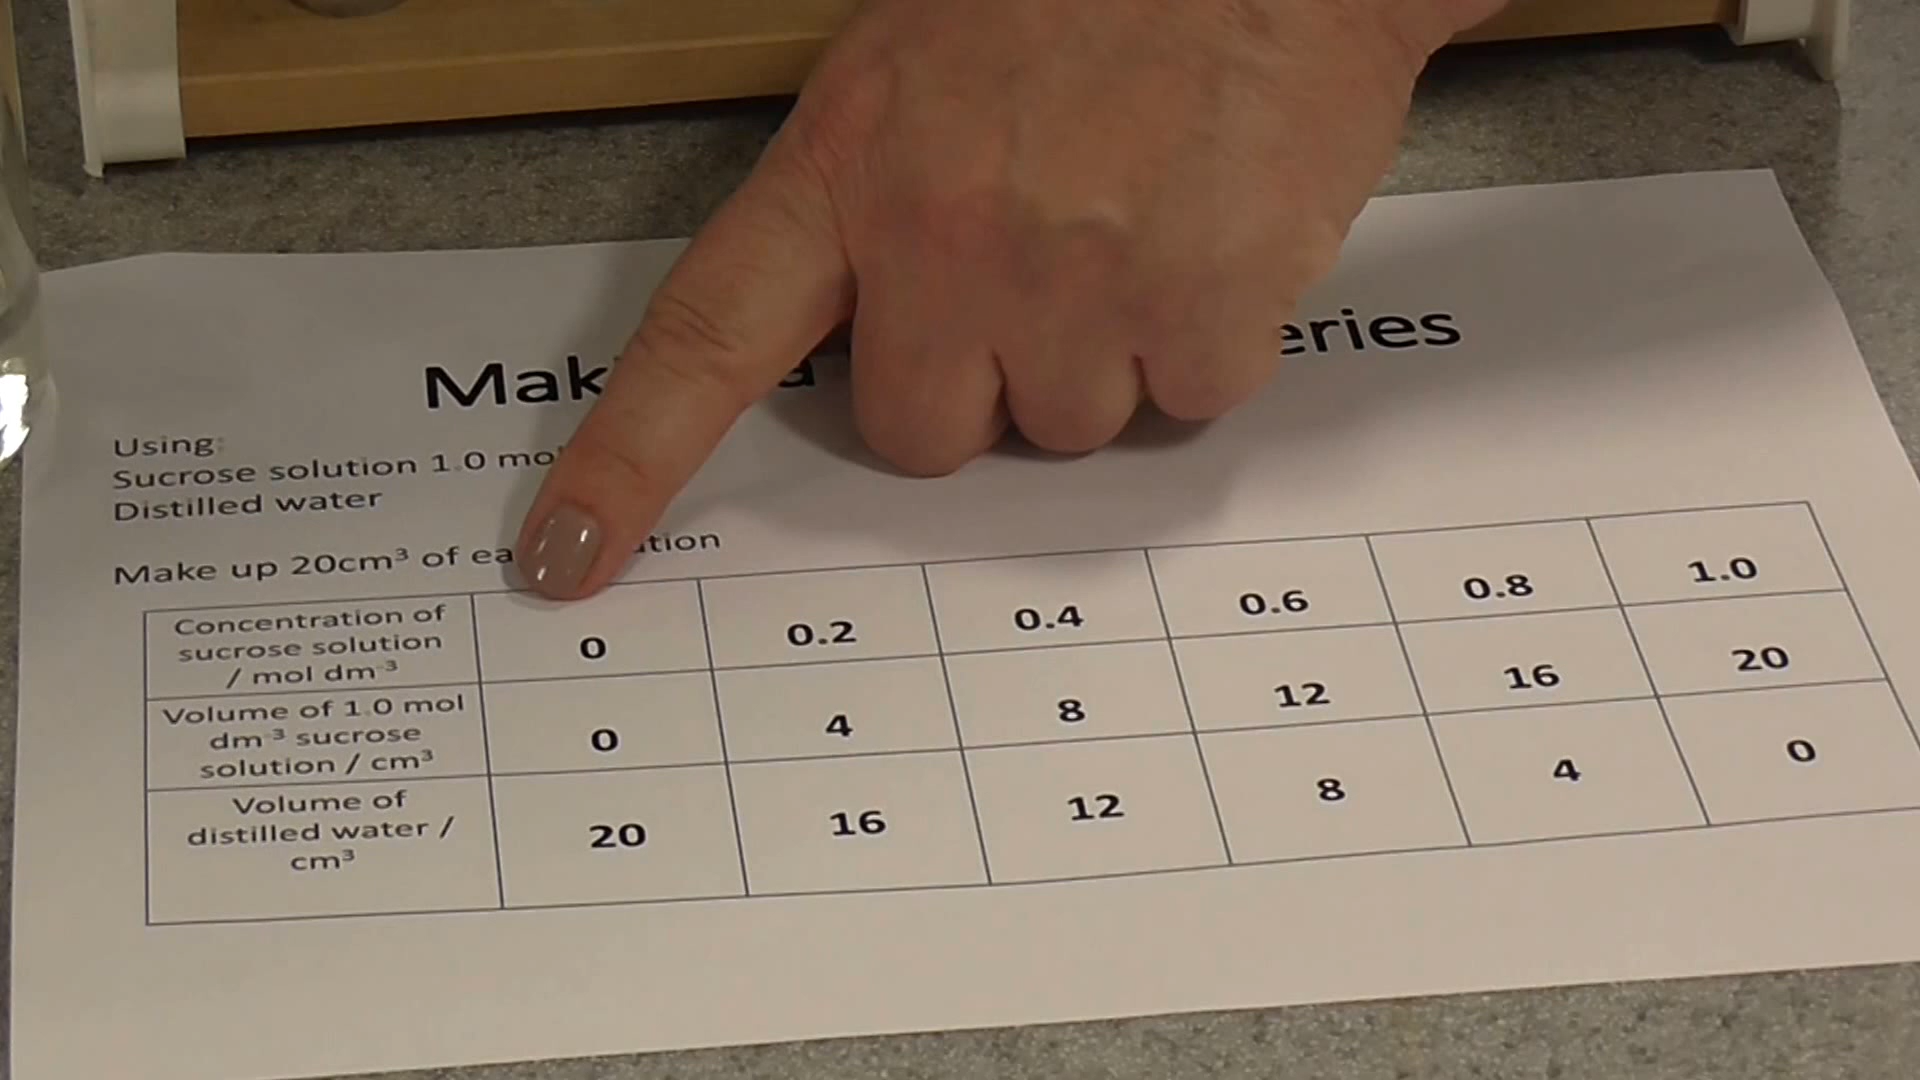 Mak a eries
Using:
Sucrose solution 1.0 mol
Distilled water
Make up 20cm³ of ea ution
Concentration of sucrose solution / mol dm⁻³ 0 0.2 0.4 0.6 0.8 1.0
Volume of 1.0 mol dm⁻³ sucrose solution / cm³ 0 4 8 12 16 20
Volume of distilled water / cm³ 20 16 12 8 4 0